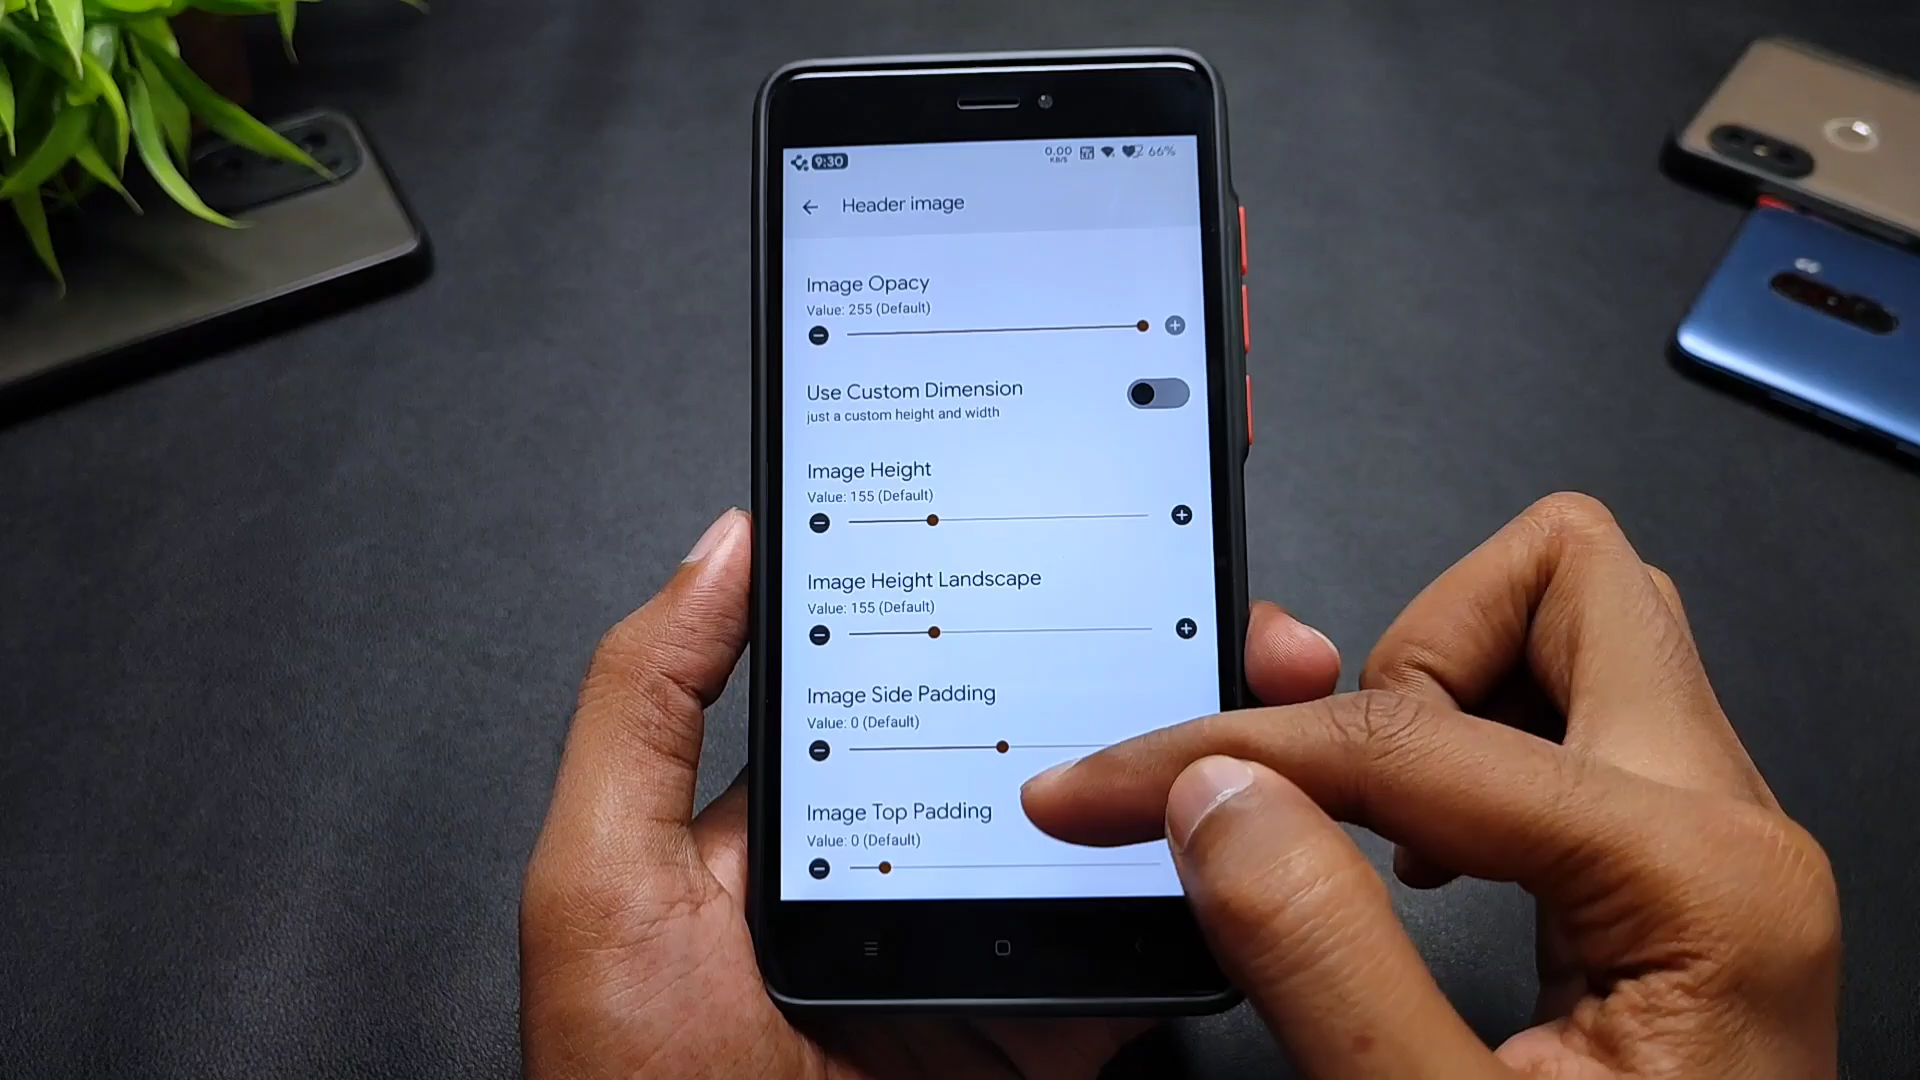 9:30 0.00 66%
KB/S
Header image
Image Opacy
Value: 255 (Default)
Use Custom Dimension
just a custom height and width
Image Height
Value: 155 (Default)
Image Height Landscape
Value: 155 (Default)
Image Side Padding
Value: 0 (Default)
Image Top Padding
Value: 0 (Default)